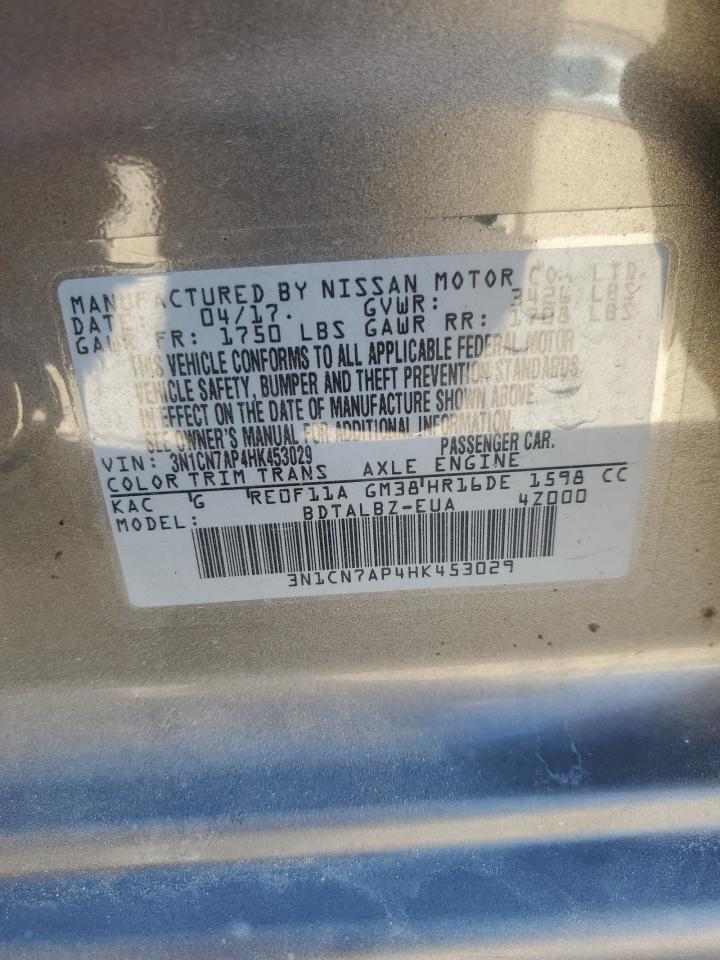 MANUFACTURED BY NISSAN MOTOR CO., LTD.
DATE: 04/17. GVWR: LBS
GAWR FR: 1750 LBS GAWR RR: LBS
THIS VEHICLE CONFORMS TO ALL APPLICABLE FEDERAL MOTOR
VEHICLE SAFETY, BUMPER AND THEFT PREVENTION STANDARDS
IN EFFECT ON THE DATE OF MANUFACTURE SHOWN ABOVE.
SEE OWNER'S MANUAL FOR ADDITIONAL INFORMATION.
VIN: 3N1CN7AP4HK453029 PASSENGER CAR.
COLOR TRIM TRANS AXLE ENGINE
KAC G RE0F11A GM38 HR16DE 1598 CC
MODEL: BDTALBZ-EUA 4Z000
3N1CN7AP4HK453029